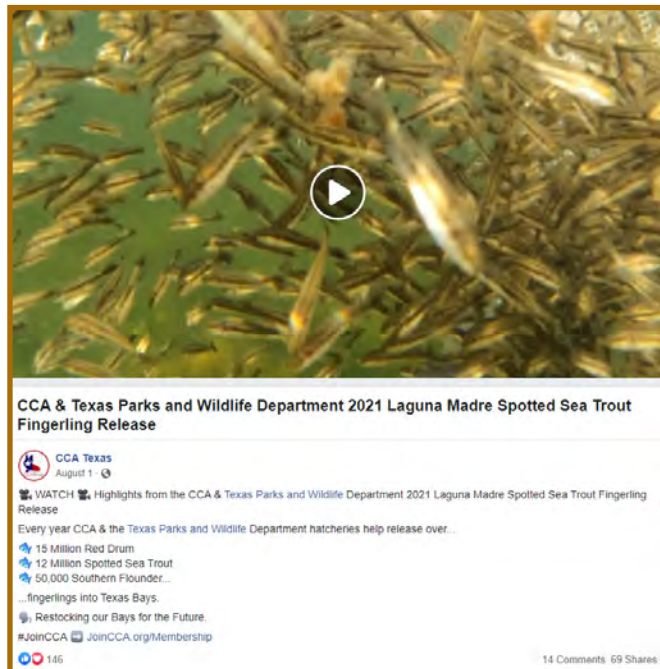 CCA & Texas Parks and Wildlife Department 2021 Laguna Madre Spotted Sea Trout
Fingerling Release
CCA Texas
August 1 ·
WATCH Highlights from the CCA & Texas Parks and Wildlife Department 2021 Laguna Madre Spotted Sea Trout Fingerling
Release
Every year CCA & the Texas Parks and Wildlife Department hatcheries help release over...
15 Million Red Drum
12 Million Spotted Sea Trout
50,000 Southern Flounder...
...fingerlings into Texas Bays.
Restocking our Bays for the Future.
#JoinCCA ➡ JoinCCA.org/Membership
146
14 Comments 69 Shares